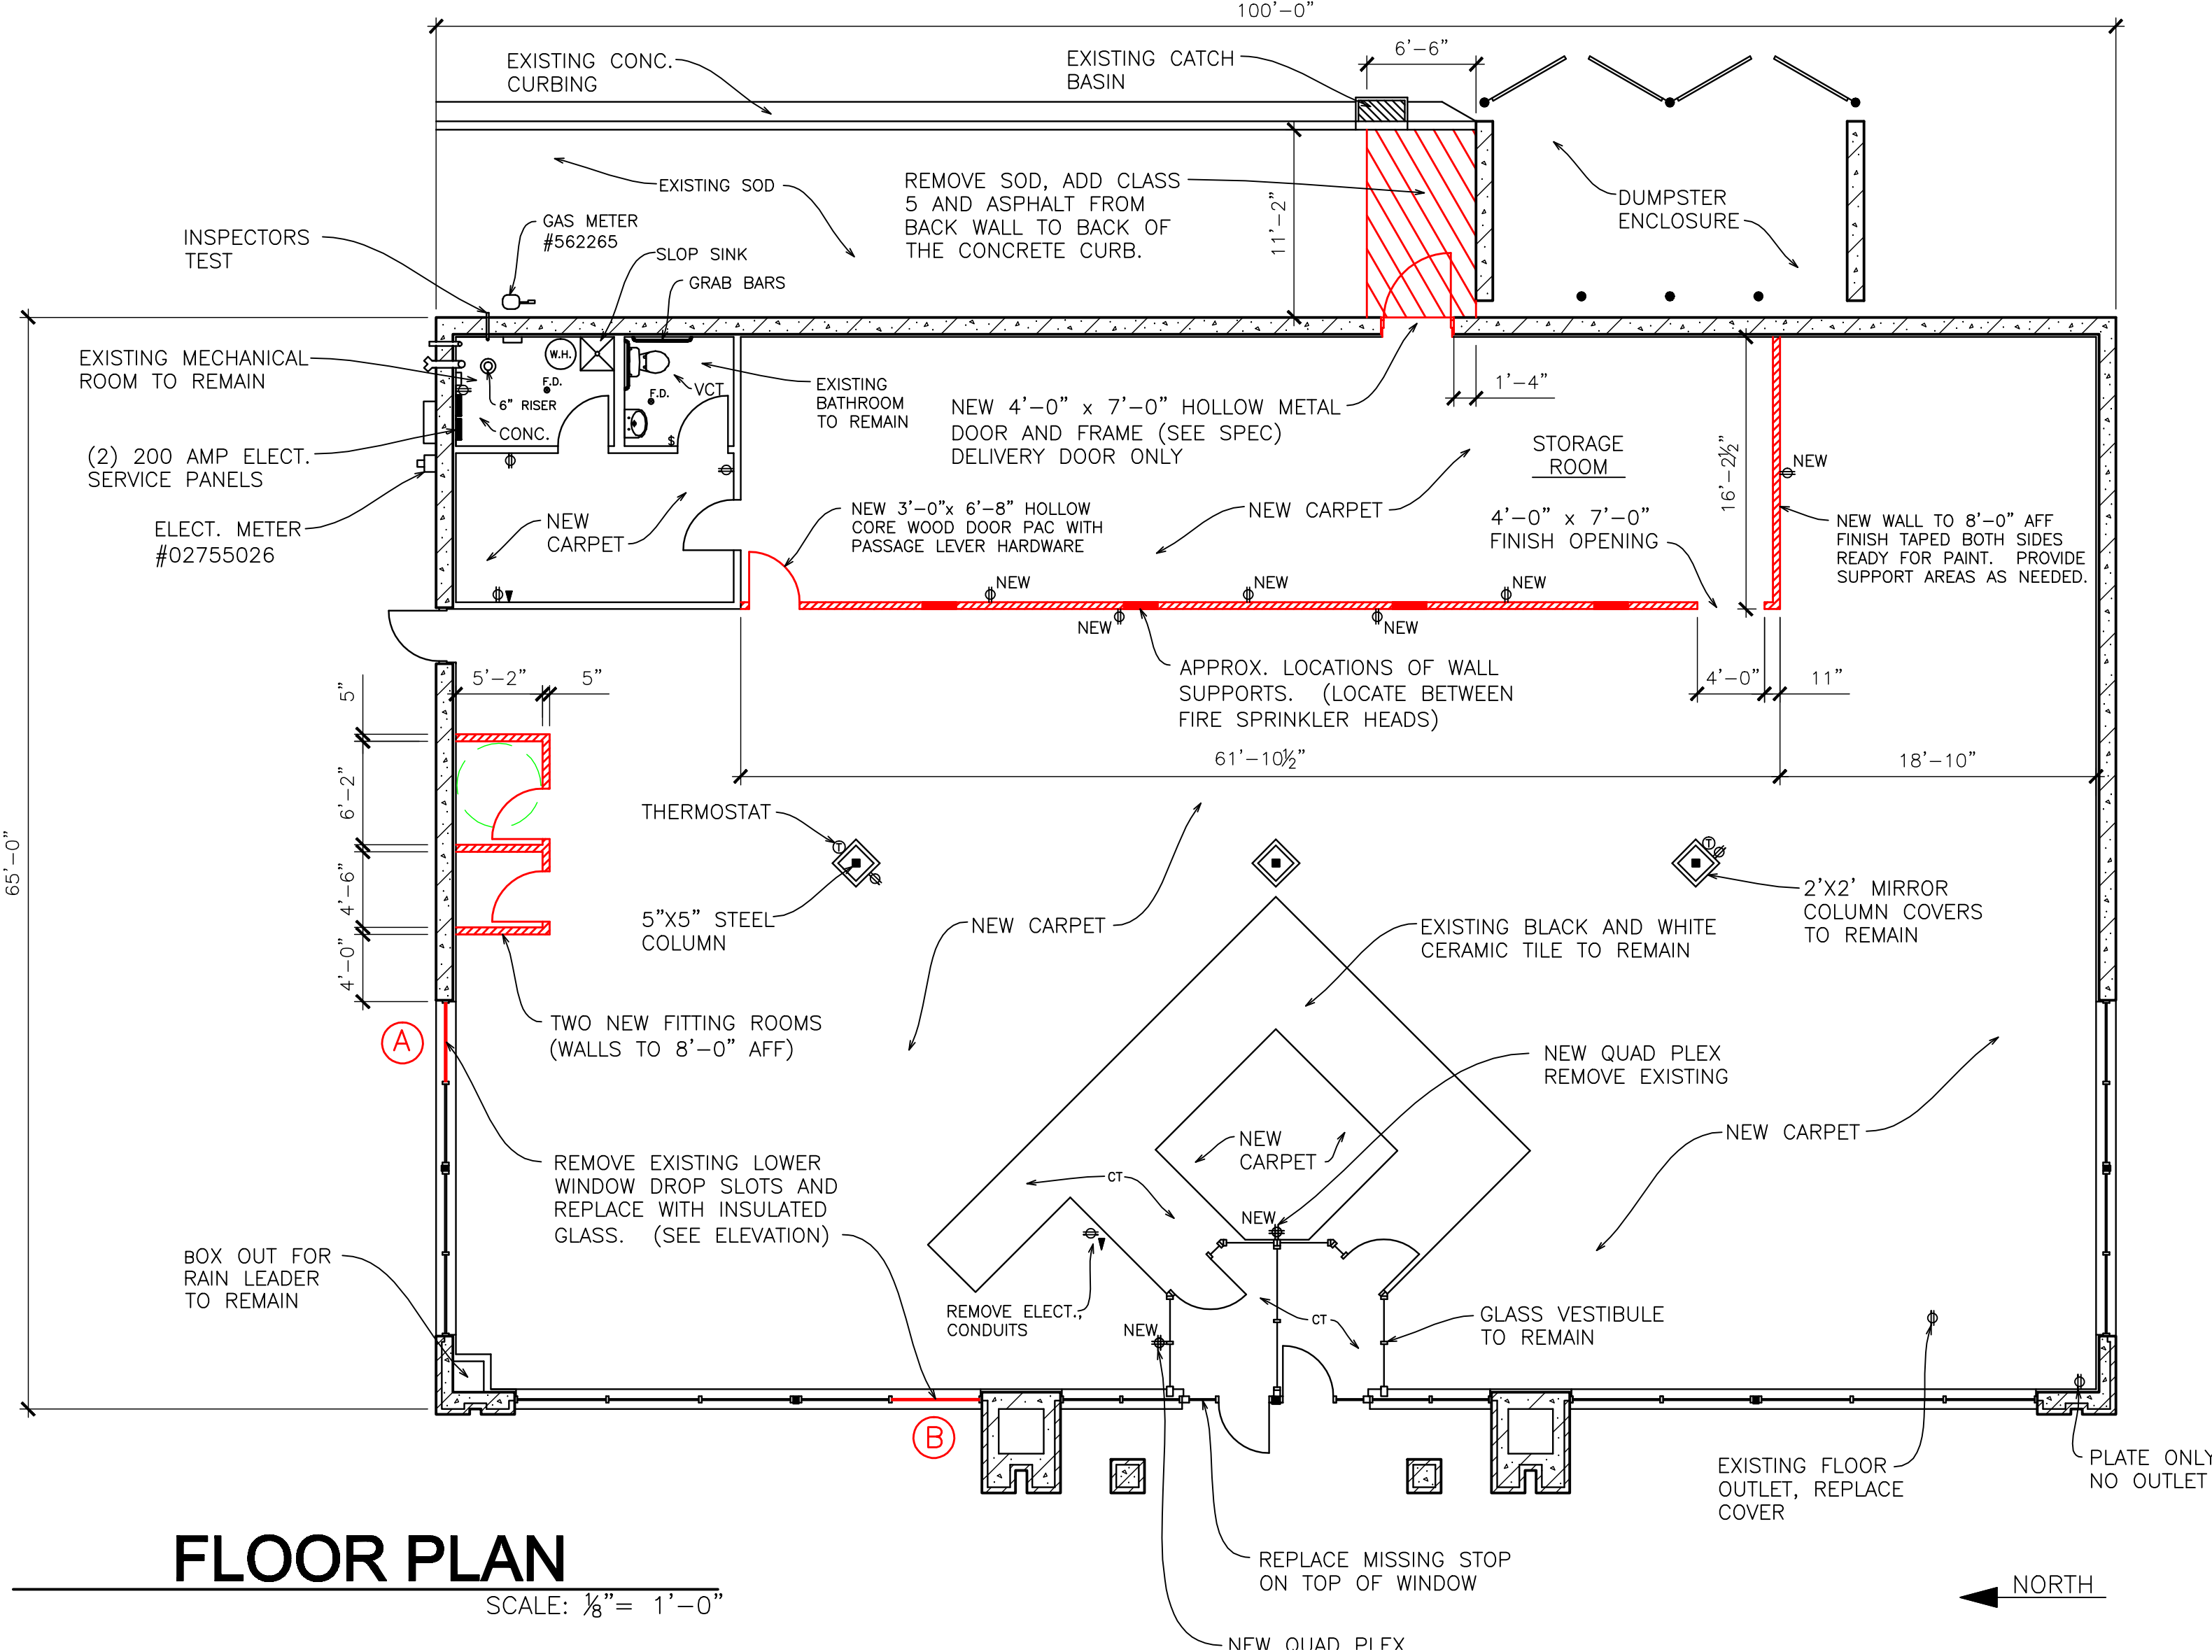 100'-0"
EXISTING CONC.
CURBING
EXISTING CATCH
BASIN
6'-6"
EXISTING SOD
REMOVE SOD, ADD CLASS
5 AND ASPHALT FROM
BACK WALL TO BACK OF
THE CONCRETE CURB.
11'-2"
DUMPSTER
ENCLOSURE
INSPECTORS
TEST
GAS METER
#562265
SLOP SINK
GRAB BARS
EXISTING MECHANICAL
ROOM TO REMAIN
W.H.
F.D.
6" RISER
CONC.
F.D.
VCT
$
EXISTING
BATHROOM
TO REMAIN
NEW 4'-0" x 7'-0" HOLLOW METAL
DOOR AND FRAME (SEE SPEC)
DELIVERY DOOR ONLY
1'-4"
STORAGE
ROOM
16'-2½"
NEW
(2) 200 AMP ELECT.
SERVICE PANELS
ELECT. METER
#02755026
NEW
CARPET
NEW 3'-0"x 6'-8" HOLLOW
CORE WOOD DOOR PAC WITH
PASSAGE LEVER HARDWARE
NEW CARPET
4'-0" x 7'-0"
FINISH OPENING
NEW WALL TO 8'-0" AFF
FINISH TAPED BOTH SIDES
READY FOR PAINT. PROVIDE
SUPPORT AREAS AS NEEDED.
NEW
NEW
NEW
NEW
NEW
APPROX. LOCATIONS OF WALL
SUPPORTS. (LOCATE BETWEEN
FIRE SPRINKLER HEADS)
5'-2"
5"
5"
4'-0"
11"
61'-10½"
18'-10"
6'-2"
4'-6"
4'-0"
65'-0"
THERMOSTAT
T
T
5"X5" STEEL
COLUMN
NEW CARPET
EXISTING BLACK AND WHITE
CERAMIC TILE TO REMAIN
2'X2' MIRROR
COLUMN COVERS
TO REMAIN
A
TWO NEW FITTING ROOMS
(WALLS TO 8'-0" AFF)
NEW QUAD PLEX
REMOVE EXISTING
NEW
CARPET
NEW CARPET
REMOVE EXISTING LOWER
WINDOW DROP SLOTS AND
REPLACE WITH INSULATED
GLASS. (SEE ELEVATION)
CT
NEW
BOX OUT FOR
RAIN LEADER
TO REMAIN
REMOVE ELECT.,
CONDUITS
NEW
CT
GLASS VESTIBULE
TO REMAIN
B
EXISTING FLOOR
OUTLET, REPLACE
COVER
PLATE ONLY
NO OUTLET
FLOOR PLAN
SCALE: ⅛"= 1'-0"
REPLACE MISSING STOP
ON TOP OF WINDOW
NORTH
NEW QUAD PLEX